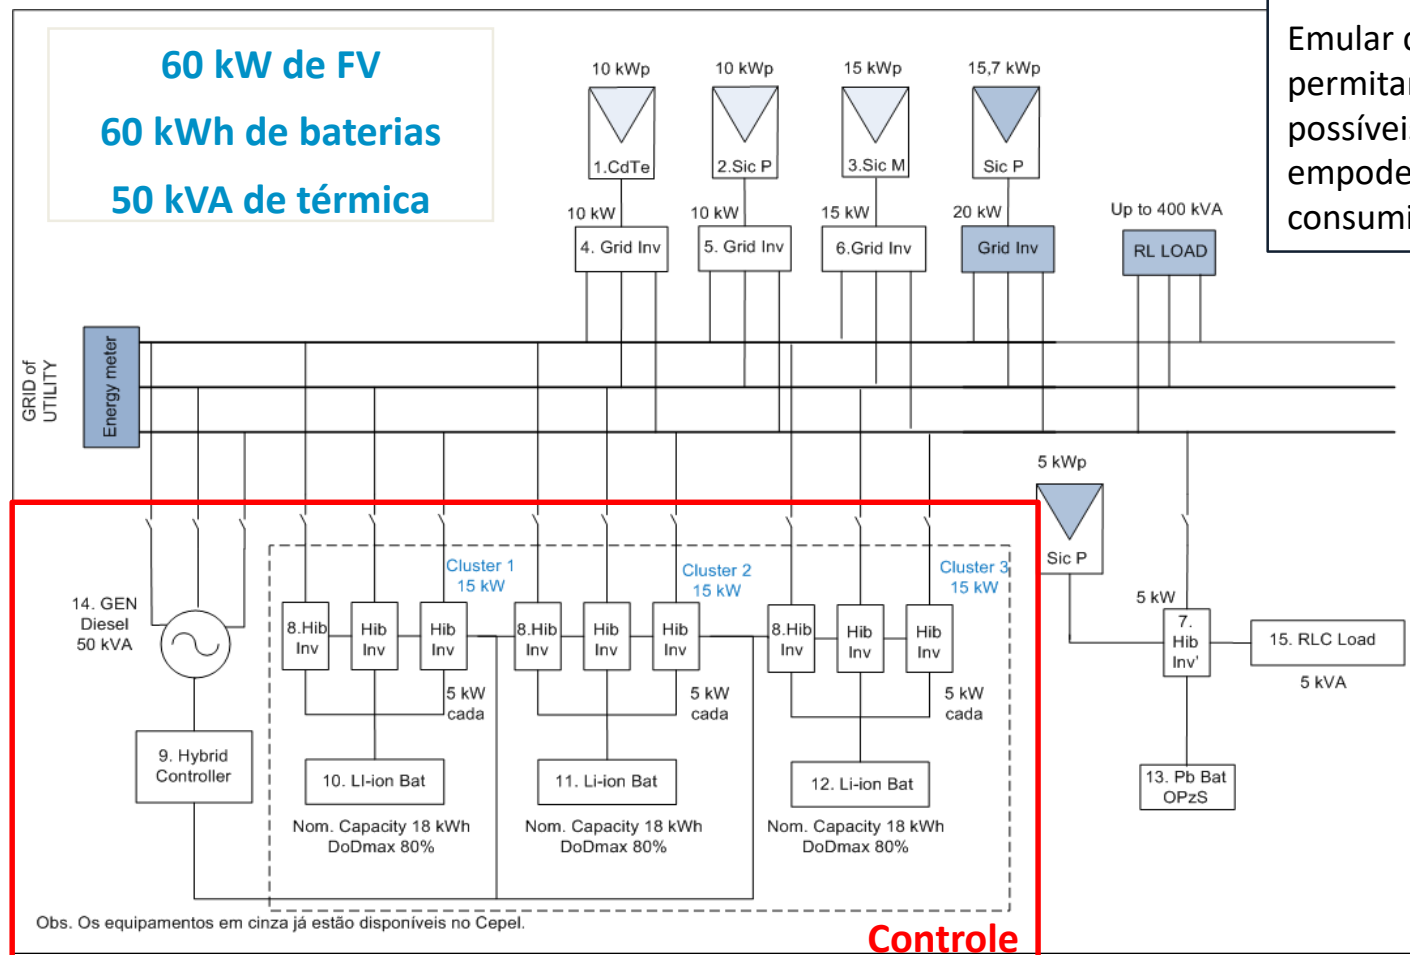 60 kW de FV
60 kWh de baterias
50 kVA de térmica
Emular
permitar
possíveis
empode
consumi
10 kWp
10 kWp
15 kWp
15,7 kWp
1.CdTe
2.Sic P
3.Sic M
Sic P
10 kW
10 kW
15 kW
20 kW
Up to 400 kVA
4. Grid Inv
5. Grid Inv
6.Grid Inv
Grid Inv
RL LOAD
GRID of
UTILITY
Energy meter
5 kWp
Sic P
Cluster 1
15 kW
Cluster 2
15 kW
Cluster 3
15 kW
14. GEN
Diesel
50 kVA
8.Hib
Inv
Hib
Inv
Hib
Inv
8.Hib
Inv
Hib
Inv
Hib
Inv
8.Hib
Inv
Hib
Inv
Hib
Inv
5 kW
7.
Hib
Inv'
15. RLC Load
5 kVA
5 kW
cada
5 kW
cada
5 kW
cada
9. Hybrid
Controller
10. LI-ion Bat
11. Li-ion Bat
12. Li-ion Bat
13. Pb Bat
OPzS
Nom. Capacity 18 kWh
DoDmax 80%
Nom. Capacity 18 kWh
DoDmax 80%
Nom. Capacity 18 kWh
DoDmax 80%
Obs. Os equipamentos em cinza já estão disponíveis no Cepel.
Controle